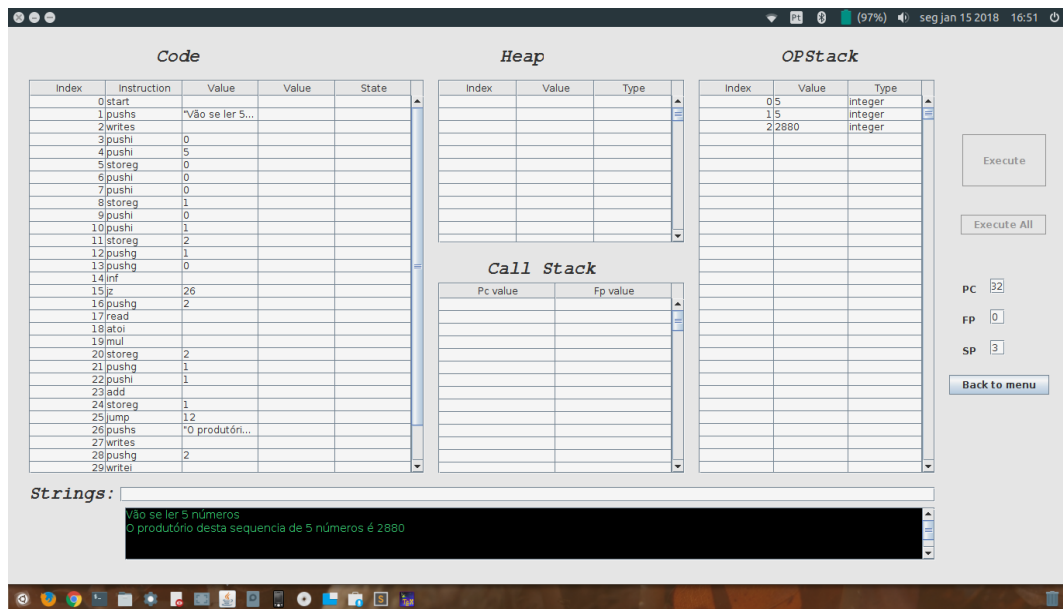 Pt (97%) seg jan 15 2018 16:51
Code
Index Instruction Value Value State
0 start
1 pushs "Vão se ler 5...
2 writes
3 pushi 0
4 pushi 5
5 storeg 0
6 pushi 0
7 pushi 0
8 storeg 1
9 pushi 0
10 pushi 1
11 storeg 2
12 pushg 1
13 pushg 0
14 inf
15 jz 26
16 pushg 2
17 read
18 atoi
19 mul
20 storeg 2
21 pushg 1
22 pushi 1
23 add
24 storeg 1
25 jump 12
26 pushs "O produtóri...
27 writes
28 pushg 2
29 writei
Heap
Index Value Type
Call Stack
Pc value Fp value
OPStack
Index Value Type
0 5 integer
1 5 integer
2 2880 integer
Execute
Execute All
PC 32
FP 0
SP 3
Back to menu
Strings:
Vão se ler 5 números
O produtório desta sequencia de 5 números é 2880